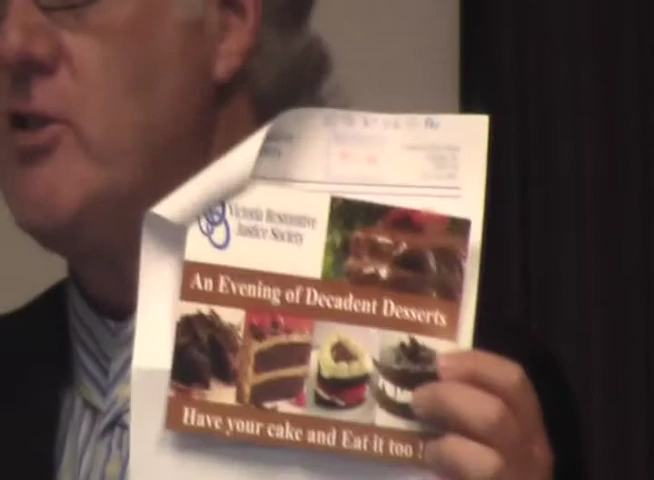 Victoria Restorative
Justice Society
An Evening of Decadent Desserts
Have your cake and Eat it too !